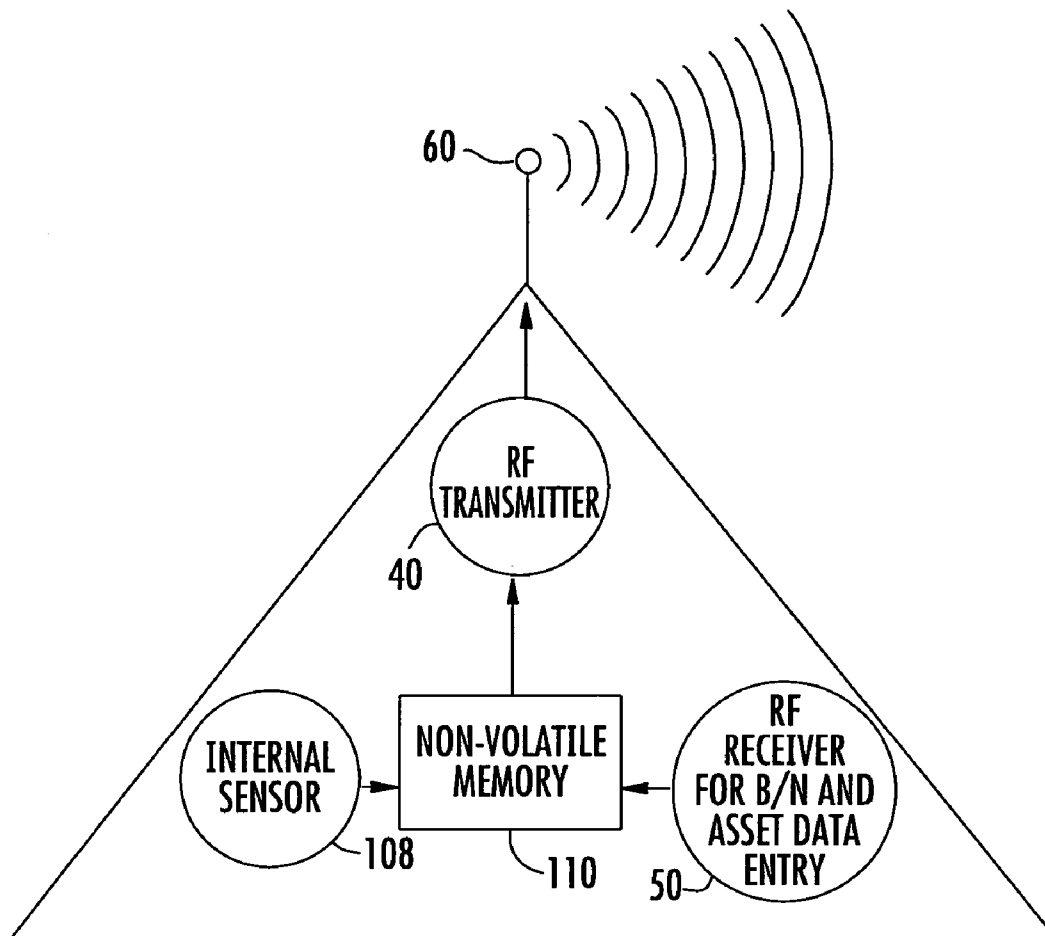 60
RF
TRANSMITTER
40
INTERNAL
SENSOR
108
NON-VOLATILE
MEMORY
110
RF
RECEIVER
FOR B/N AND
ASSET DATA
ENTRY
50